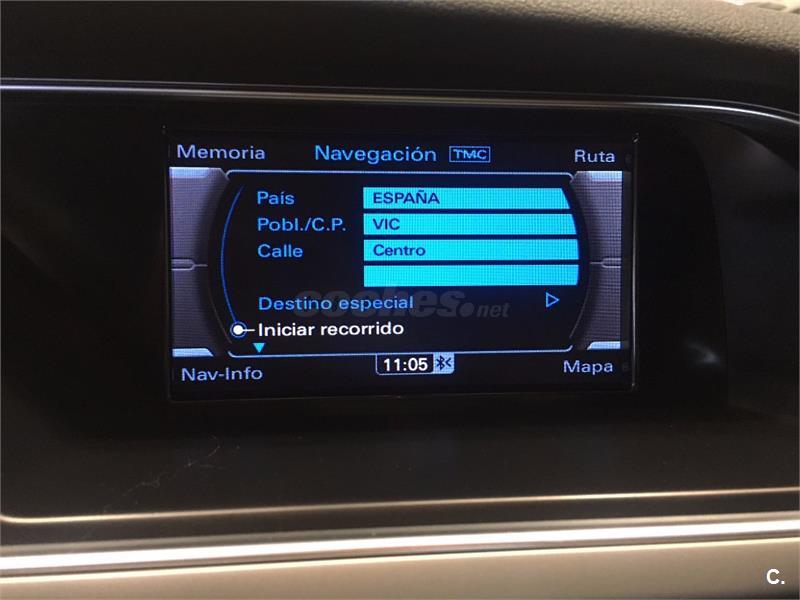 Memoria Navegación TMC Ruta
País ESPAÑA
Pobl./C.P. VIC
Calle Centro
Destino especial
coches.net
Iniciar recorrido
Nav-Info 11:05 Mapa
C.